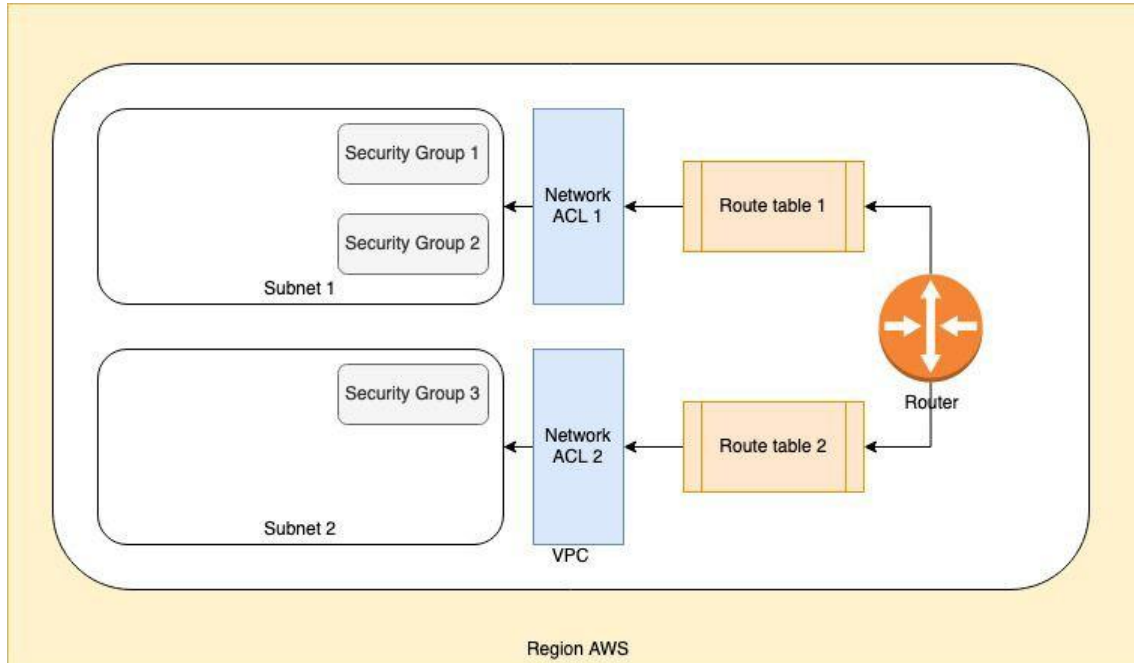 Security Group 1
Network
ACL 1
Route table 1
Security Group 2
Subnet 1
Security Group 3
Router
Network
ACL 2
Route table 2
Subnet 2
VPC
Region AWS